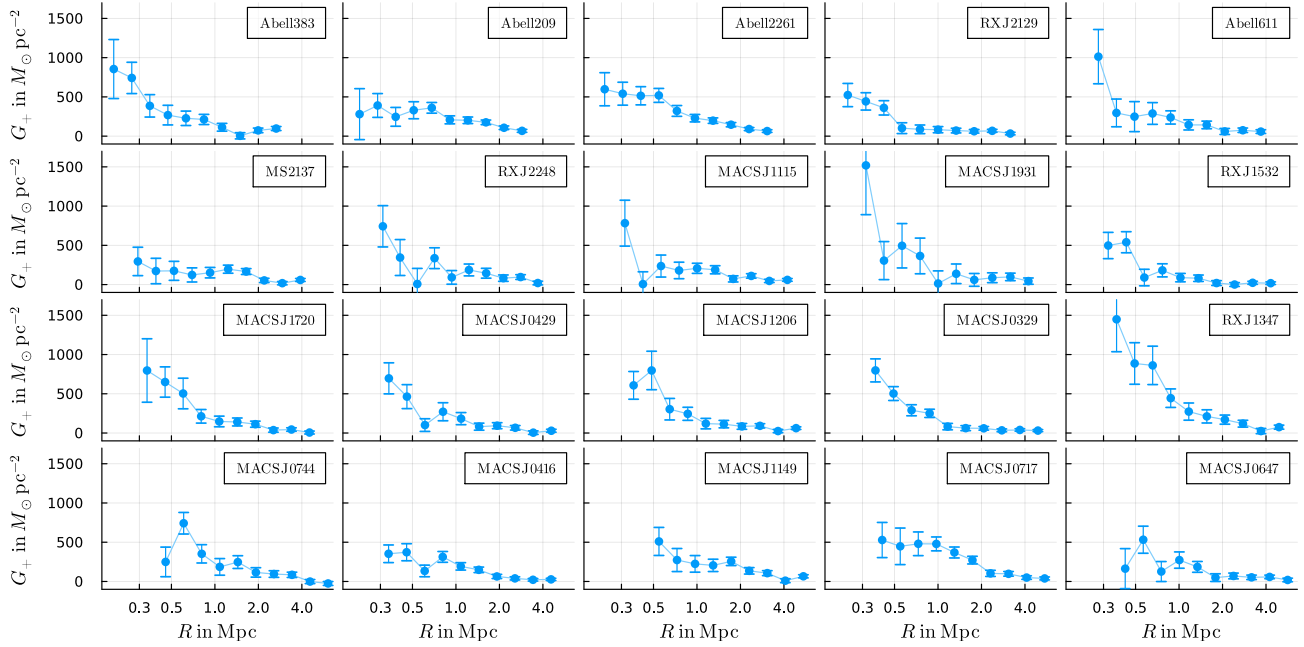 Abell383
Abell209
Abell2261
RXJ2129
Abell611
G₊ in M⊙ pc⁻²
1500
1000
500
0
MS2137
RXJ2248
MACSJ1115
MACSJ1931
RXJ1532
G₊ in M⊙ pc⁻²
1500
1000
500
0
MACSJ1720
MACSJ0429
MACSJ1206
MACSJ0329
RXJ1347
G₊ in M⊙ pc⁻²
1500
1000
500
0
MACSJ0744
MACSJ0416
MACSJ1149
MACSJ0717
MACSJ0647
G₊ in M⊙ pc⁻²
1500
1000
500
0
0.3 0.5 1.0 2.0 4.0
0.3 0.5 1.0 2.0 4.0
0.3 0.5 1.0 2.0 4.0
0.3 0.5 1.0 2.0 4.0
0.3 0.5 1.0 2.0 4.0
R in Mpc
R in Mpc
R in Mpc
R in Mpc
R in Mpc